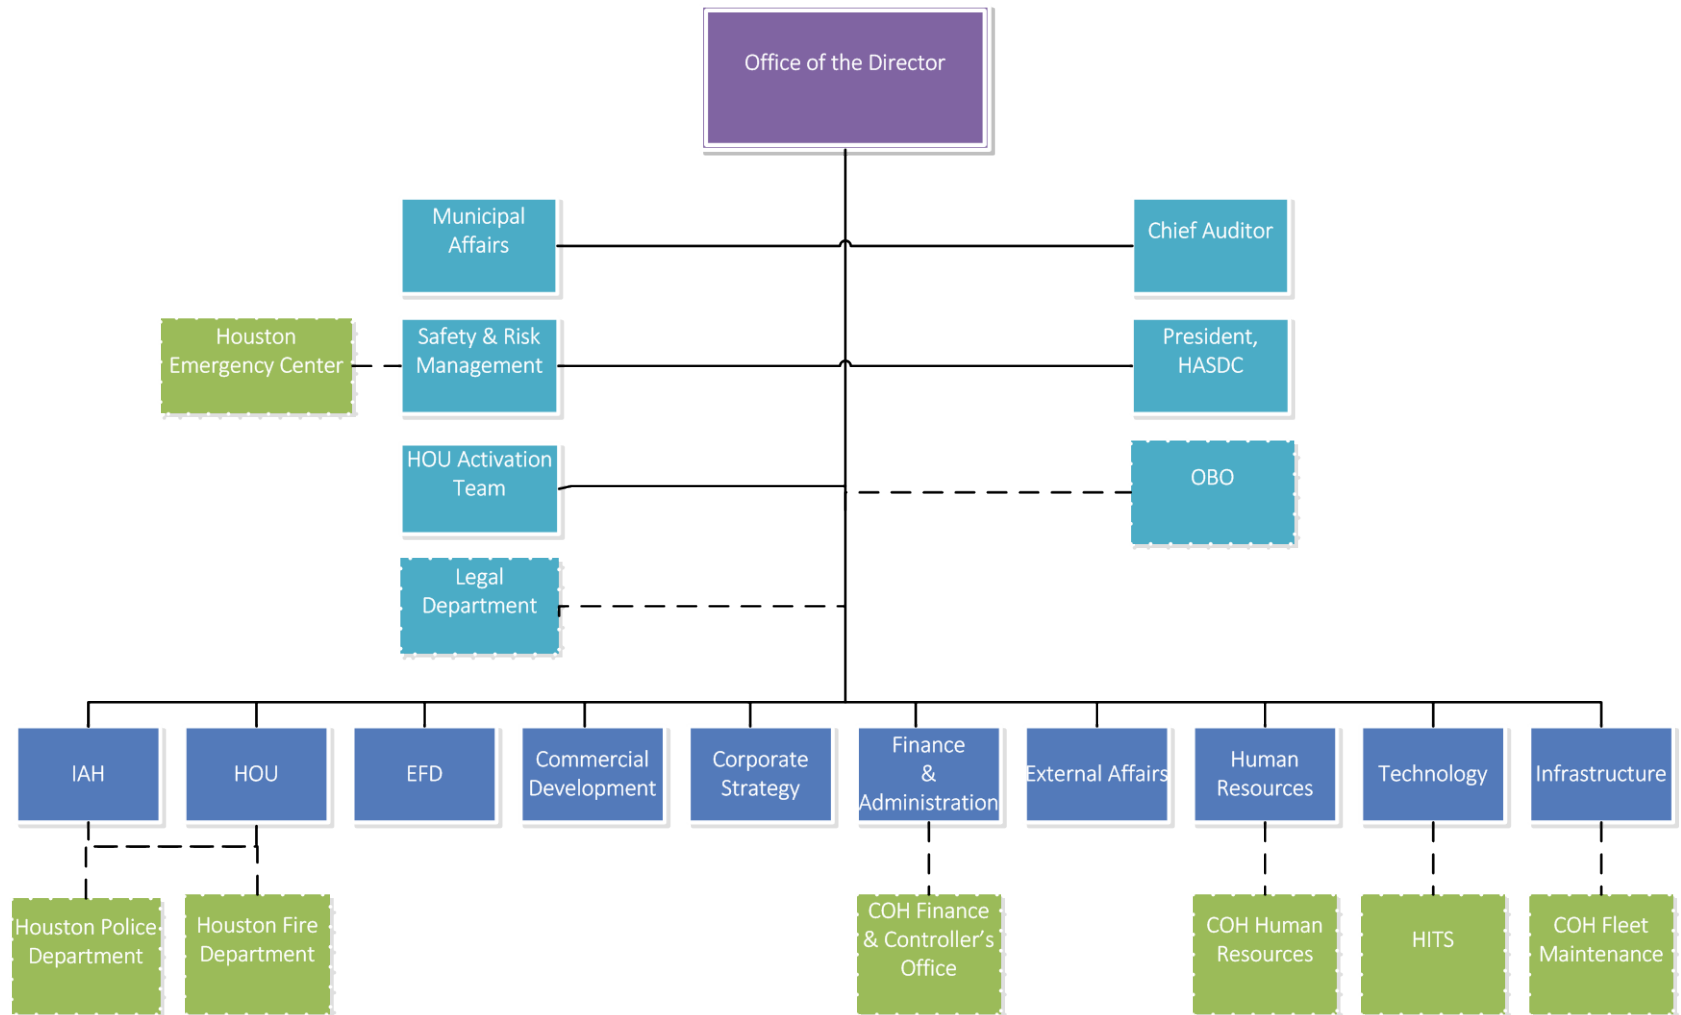 Office of the Director
Municipal
Affairs
Chief Auditor
Houston
Emergency Center
Safety & Risk
Management
President,
HASDC
HOU Activation
Team
OBO
Legal
Department
IAH
HOU
EFD
Commercial
Development
Corporate
Strategy
Finance
&
Administration
External Affairs
Human
Resources
Technology
Infrastructure
Houston Police
Department
Houston Fire
Department
COH Finance
& Controller’s
Office
COH Human
Resources
HITS
COH Fleet
Maintenance